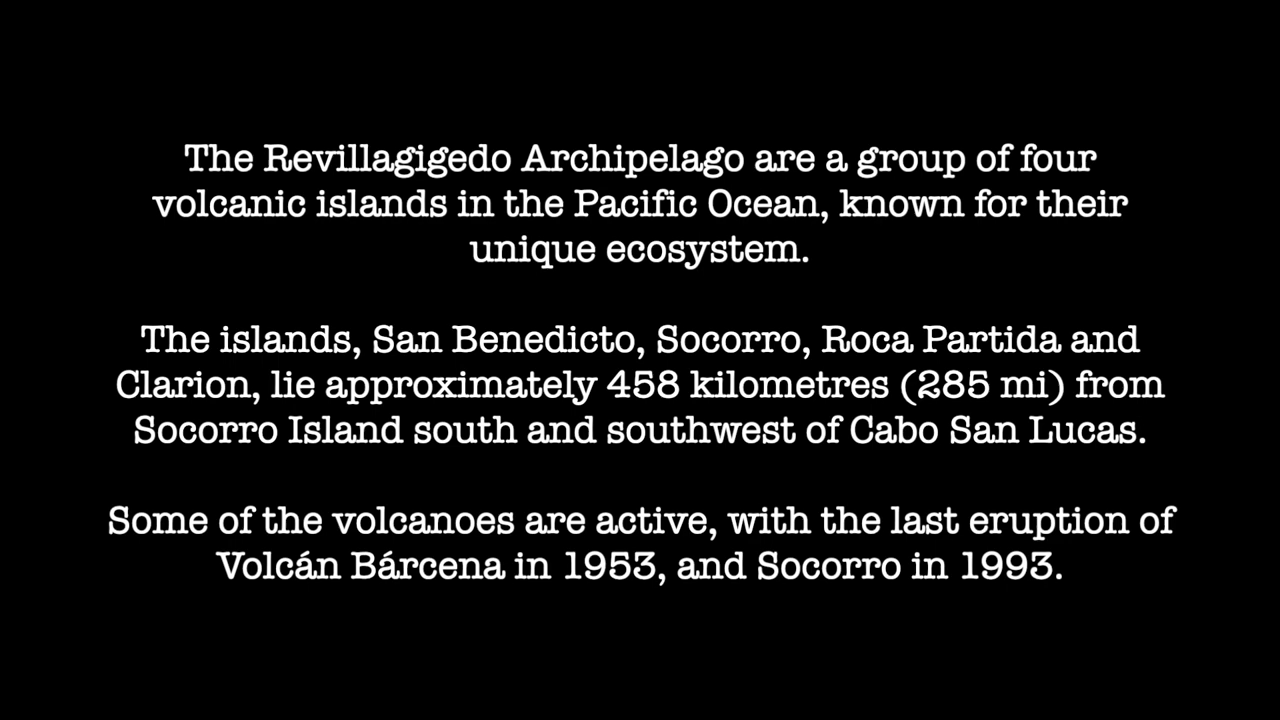 The Revillagigedo Archipelago are a group of four
volcanic islands in the Pacific Ocean, known for their
unique ecosystem.
The islands, San Benedicto, Socorro, Roca Partida and
Clarion, lie approximately 458 kilometres (285 mi) from
Socorro Island south and southwest of Cabo San Lucas.
Some of the volcanoes are active, with the last eruption of
Volcán Bárcena in 1953, and Socorro in 1993.